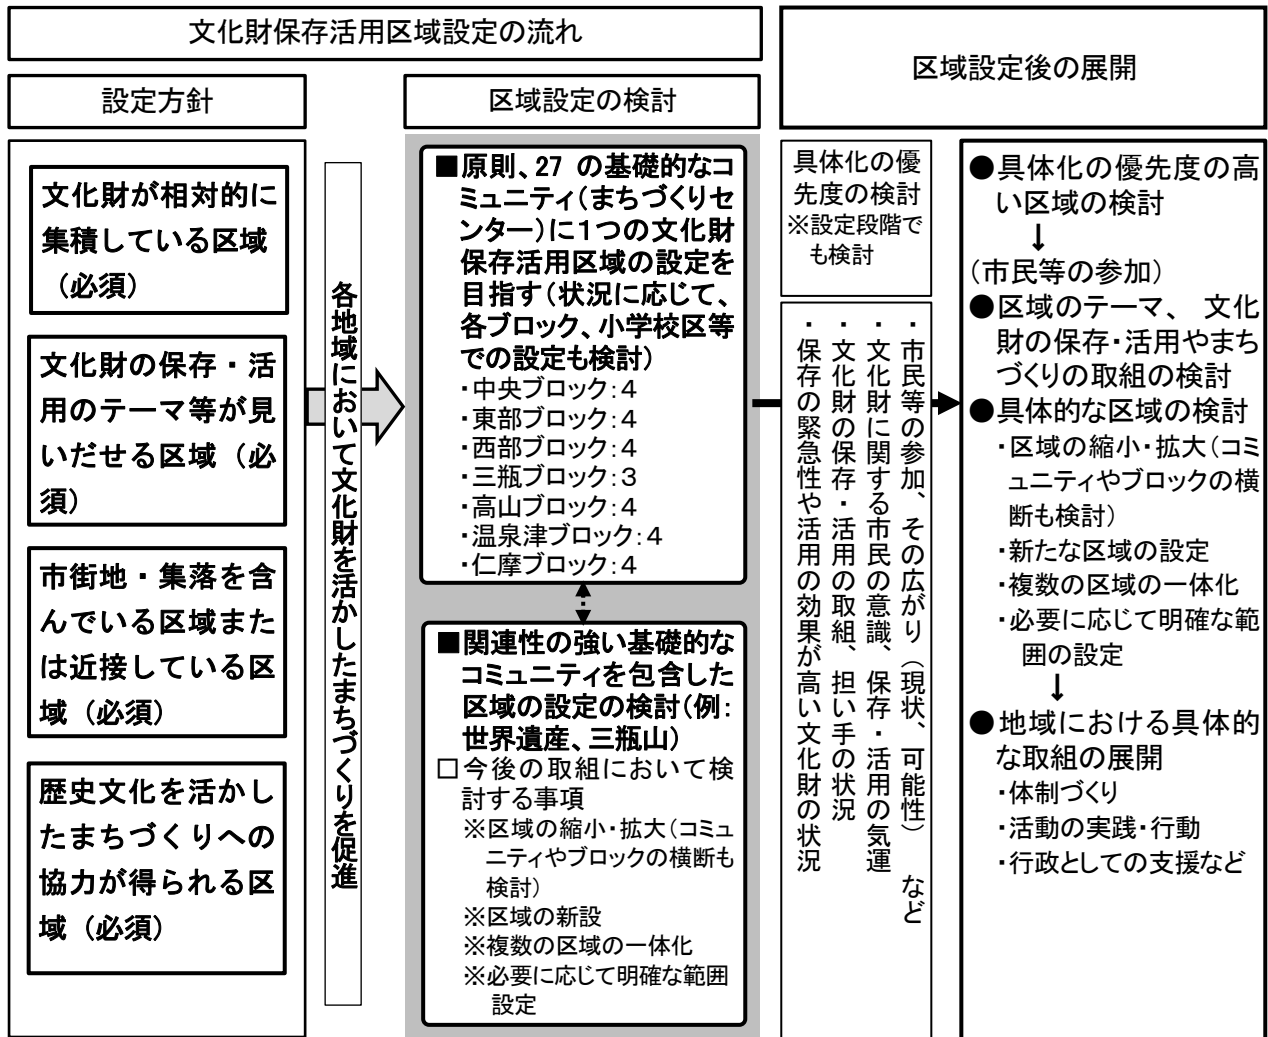 文化財保存活用区域設定の流れ
区域設定後の展開
設定方針
区域設定の検討
文化財が相対的に
集積している区域
（必須）
文化財の保存・活
用のテーマ等が見
いだせる区域（必
須）
市街地・集落を含
んでいる区域また
は近接している区
域（必須）
歴史文化を活かし
たまちづくりへの
協力が得られる区
域（必須）
各地域において文化財を活かしたまちづくりを促進
■原則、27 の基礎的なコ
ミュニティ（まちづくりセ
ンター）に１つの文化財
保存活用区域の設定を
目指す（状況に応じて、
各ブロック、小学校区等
での設定も検討）
・中央ブロック：４
・東部ブロック：４
・西部ブロック：４
・三瓶ブロック：３
・高山ブロック：４
・温泉津ブロック：４
・仁摩ブロック：４
■関連性の強い基礎的な
コミュニティを包含した
区域の設定の検討（例：
世界遺産、三瓶山）
□今後の取組において検
討する事項
※区域の縮小・拡大（コミュ
ニティやブロックの横断も
検討）
※区域の新設
※複数の区域の一体化
※必要に応じて明確な範囲
設定
具体化の優
先度の検討
※設定段階で
も検討
・市民等の参加、その広がり（現状、可能性） など
・文化財に関する市民の意識、保存・活用の気運
・文化財の保存・活用の取組、担い手の状況
・保存の緊急性や活用の効果が高い文化財の状況
●具体化の優先度の高
い区域の検討
↓
（市民等の参加）
●区域のテーマ、 文化
財の保存・活用やまち
づくりの取組の検討
●具体的な区域の検討
・区域の縮小・拡大（コミ
ュニティやブロックの横
断も検討）
・新たな区域の設定
・複数の区域の一体化
・必要に応じて明確な範
囲の設定
↓
●地域における具体的
な取組の展開
・体制づくり
・活動の実践・行動
・行政としての支援など